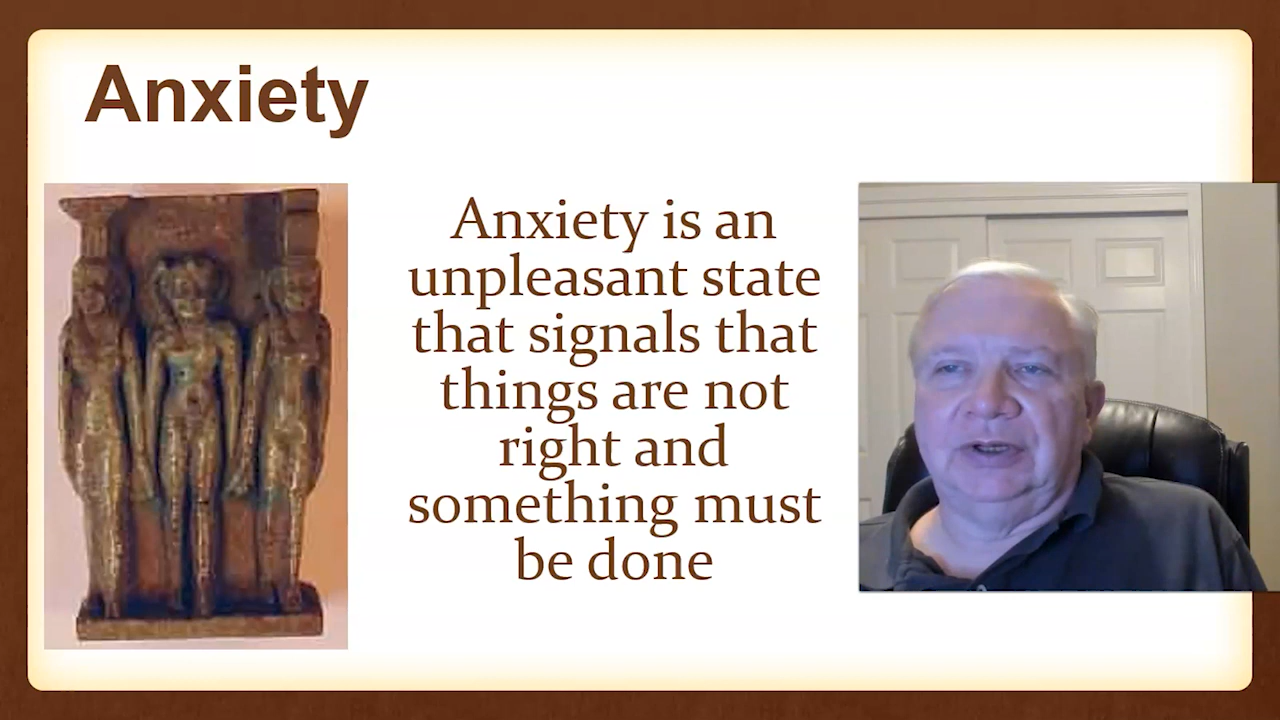 Anxiety
Anxiety is an
unpleasant state
that signals that
things are not
right and
something must
be done